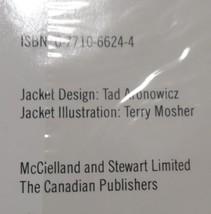 ISBN 0-7710-6624-4
Jacket Design: Tad Aronowicz
Jacket Illustration: Terry Mosher
McClelland and Stewart Limited
The Canadian Publishers